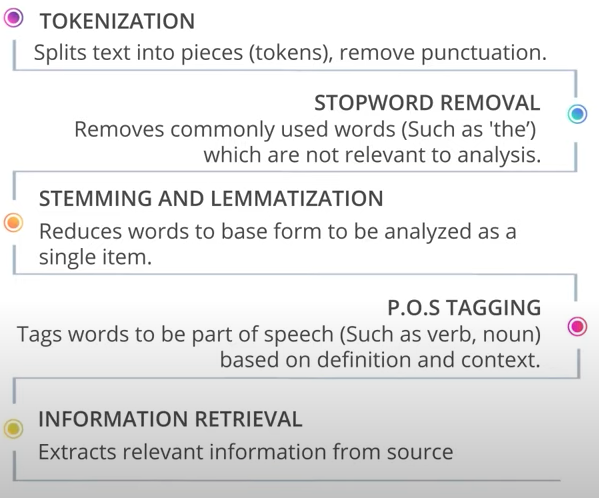 TOKENIZATION
Splits text into pieces (tokens), remove punctuation.
STOPWORD REMOVAL
Removes commonly used words (Such as 'the’)
which are not relevant to analysis.
STEMMING AND LEMMATIZATION
Reduces words to base form to be analyzed as a
single item.
P.O.S TAGGING
Tags words to be part of speech (Such as verb, noun)
based on definition and context.
INFORMATION RETRIEVAL
Extracts relevant information from source